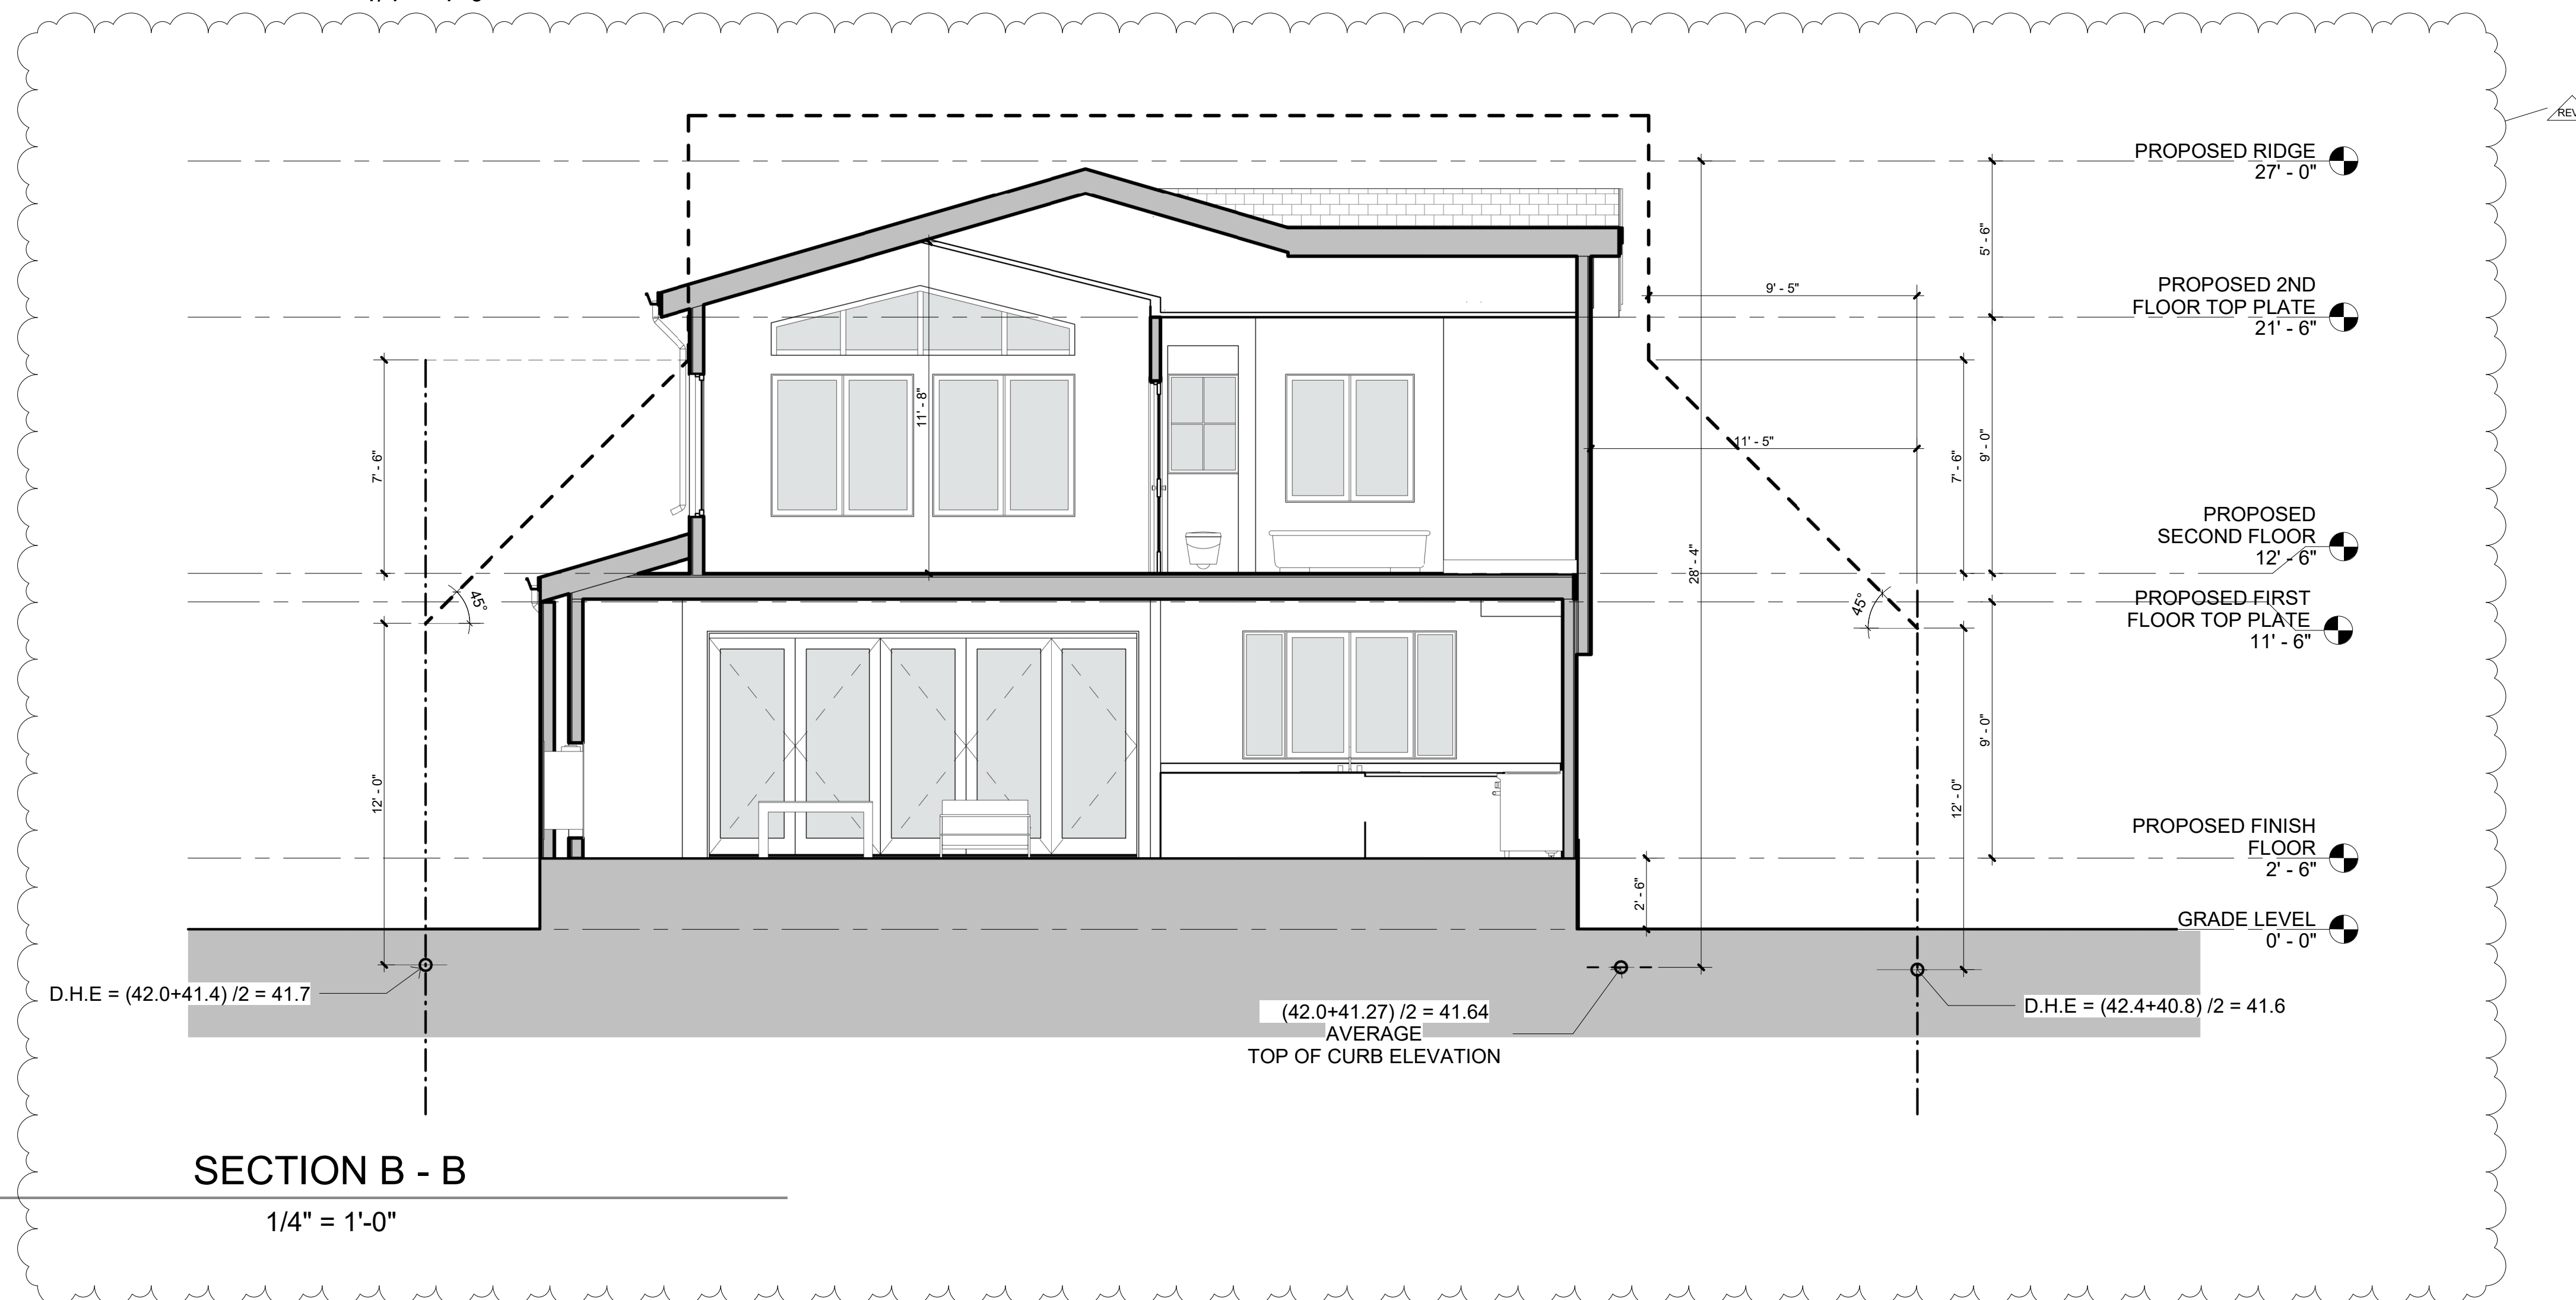 REV
PROPOSED RIDGE
27' - 0"
5' - 6"
PROPOSED 2ND
FLOOR TOP PLATE
21' - 6"
9' - 5"
11' - 8"
11' - 5"
7' - 6"
7' - 6"
9' - 0"
PROPOSED
SECOND FLOOR
12' - 6"
28' - 4"
45°
45°
PROPOSED FIRST
FLOOR TOP PLATE
11' - 6"
9' - 0"
12' - 0"
12' - 0"
PROPOSED FINISH
FLOOR
2' - 6"
2' - 6"
GRADE LEVEL
0' - 0"
D.H.E = (42.0+41.4) /2 = 41.7
(42.0+41.27) /2 = 41.64
AVERAGE
TOP OF CURB ELEVATION
D.H.E = (42.4+40.8) /2 = 41.6
SECTION B - B
1/4" = 1'-0"